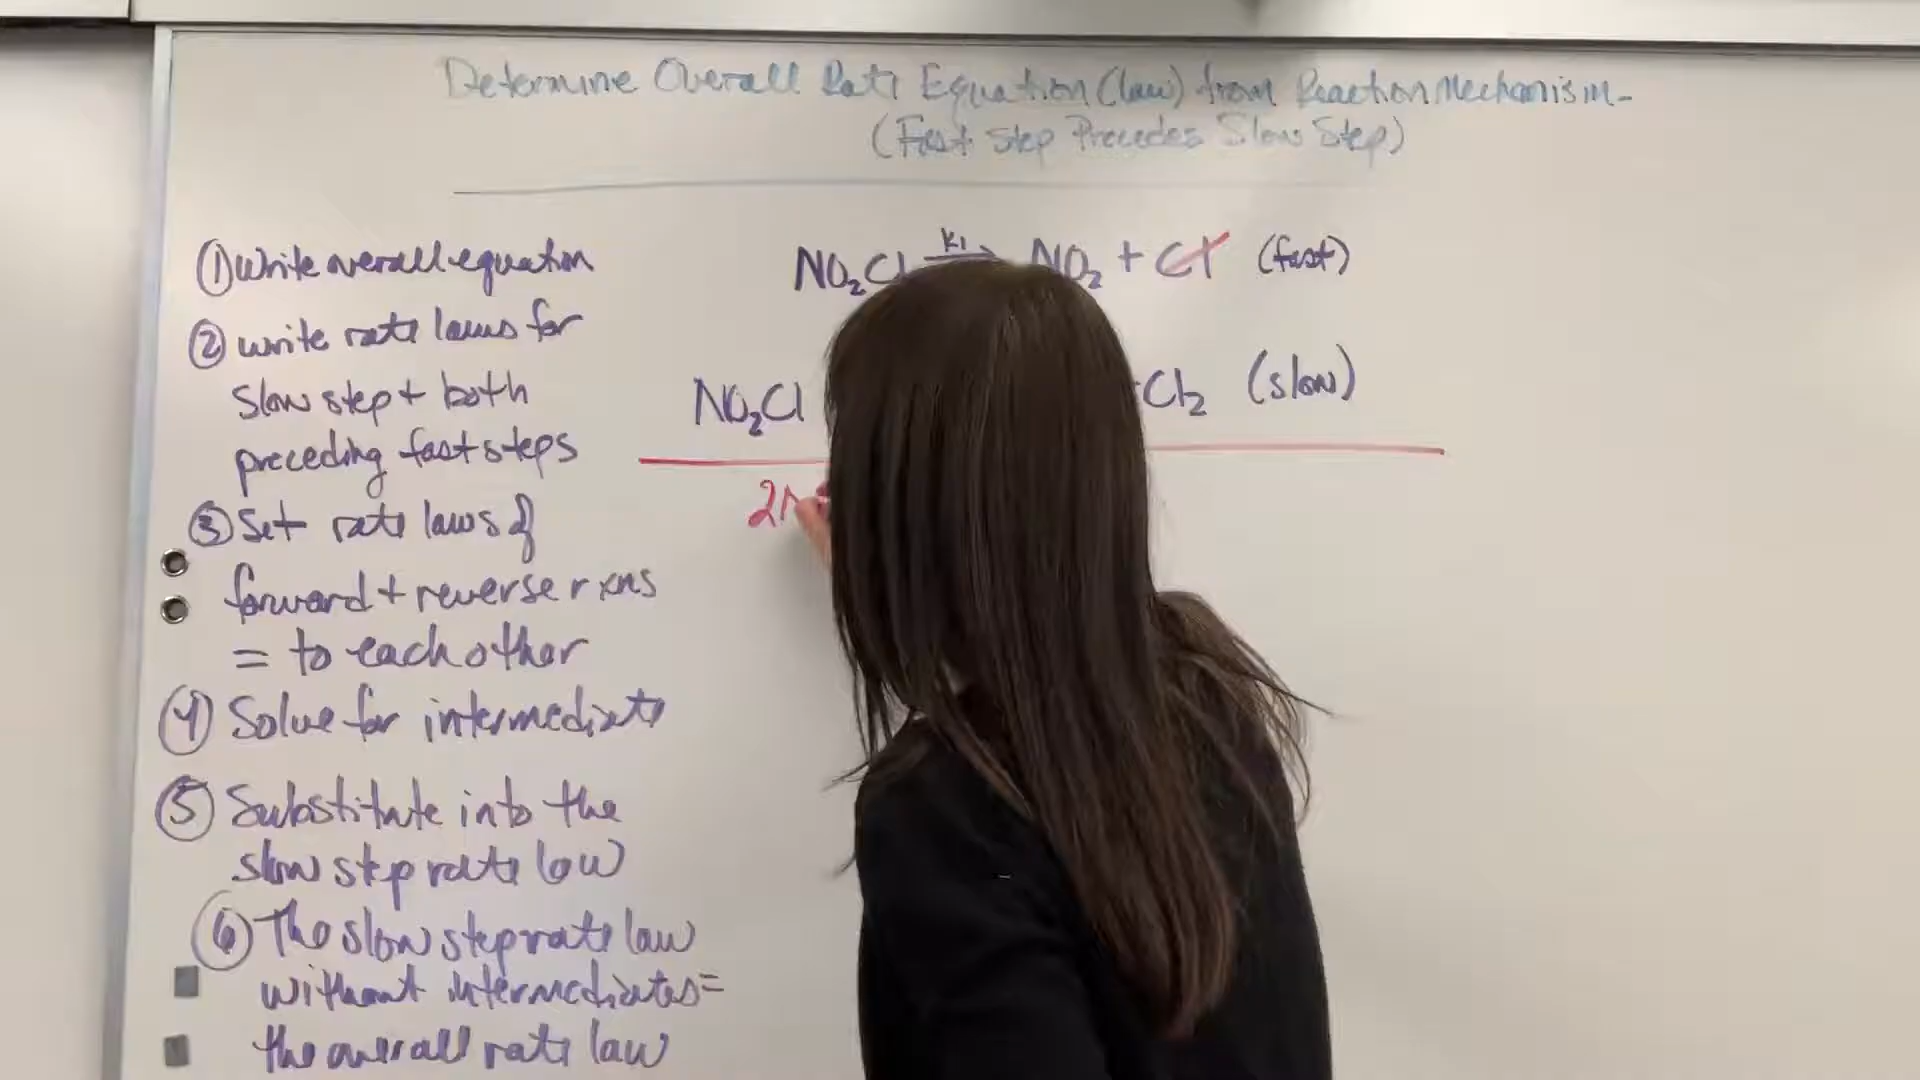 Determine Overall Rate Equation (law) from Reaction Mechanism-
(Fast Step Precedes Slow Step)
① Write overall equation
② write rate laws for
slow step + both
preceding fast steps
③ Set rate laws of
forward + reverse rxns
= to each other
④ Solve for intermediate
⑤ Substitute into the
slow step rate law
⑥ The slow step rate law
without intermediates =
the overall rate law
NO₂Cl k₁ → NO₂ + Cl (fast)
NO₂Cl Cl₂ (slow)
2N